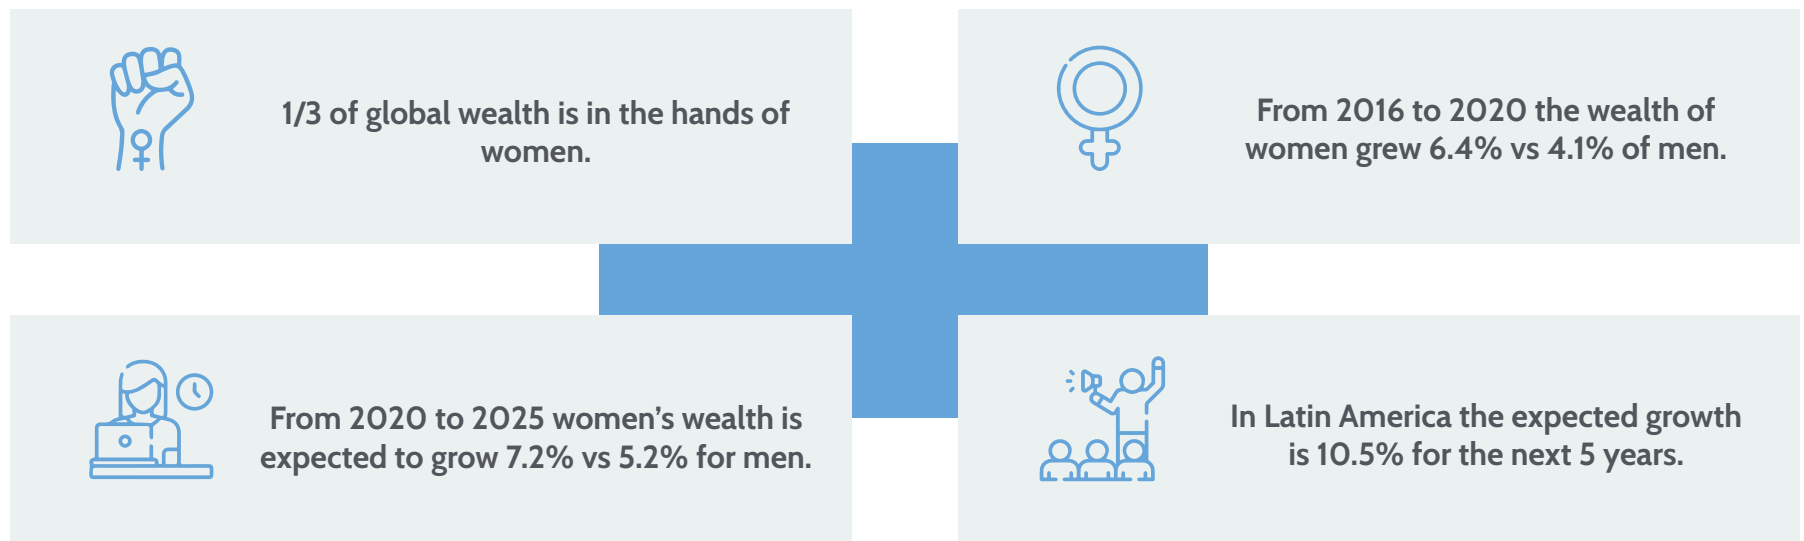 1/3 of global wealth is in the hands of
women.
From 2016 to 2020 the wealth of
women grew 6.4% vs 4.1% of men.
From 2020 to 2025 women’s wealth is
expected to grow 7.2% vs 5.2% for men.
In Latin America the expected growth
is 10.5% for the next 5 years.